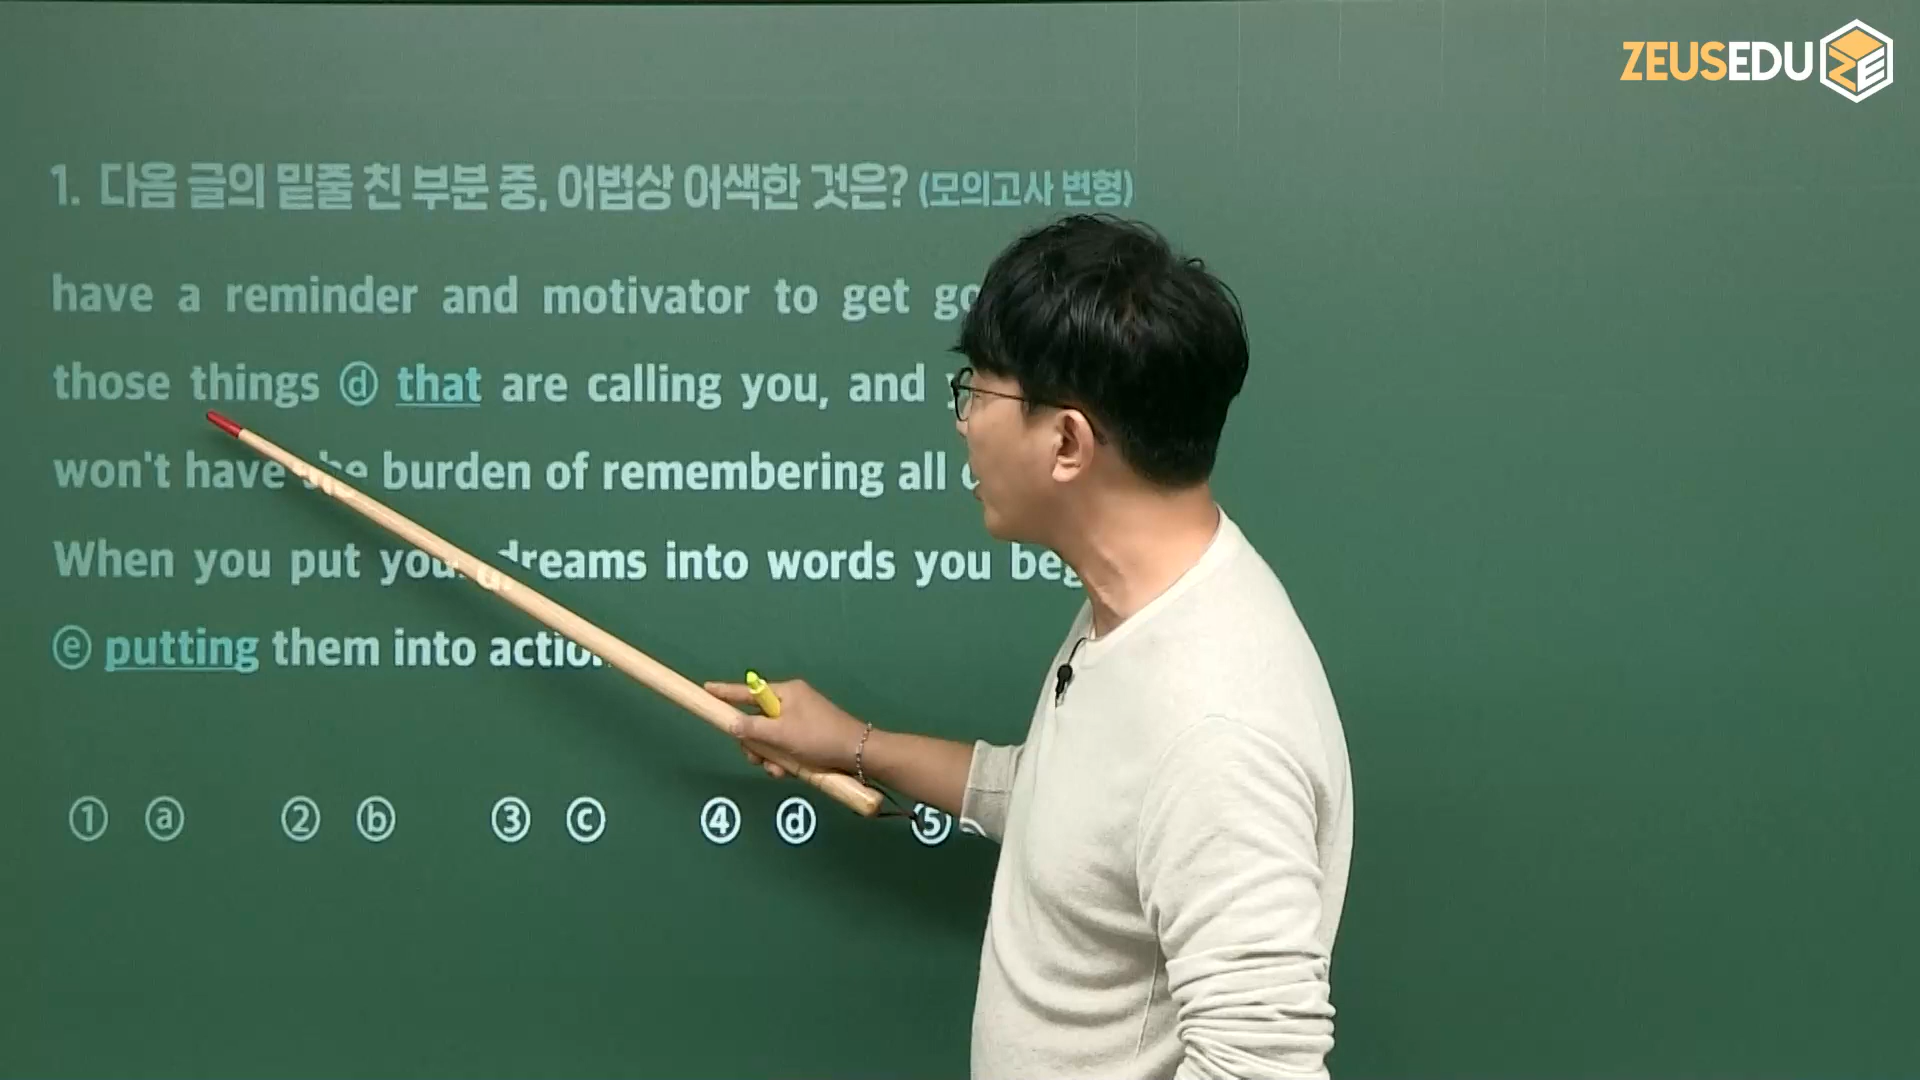 ZEUSEDU
1. 다음 글의 밑줄 친 부분 중, 어법상 어색한 것은? (모의고사 변형)
have a reminder and motivator to get
those things ⓓ that are calling you, and
won't have the burden of remembering all
When you put your dreams into words you
ⓔ putting them into action
① ⓐ ② ⓑ ③ ⓒ ④ ⓓ ⑤